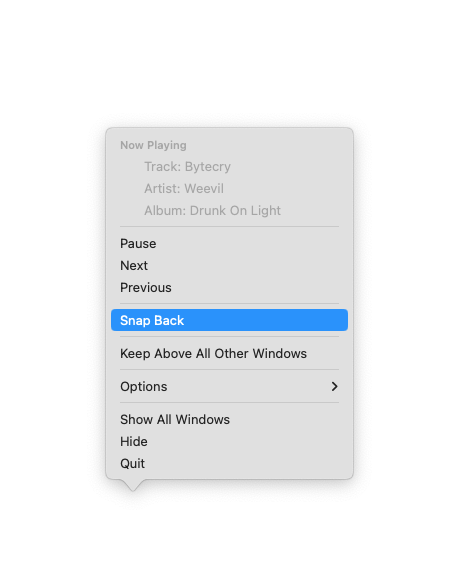 Now Playing
Track: Bytecry
Artist: Weevil
Album: Drunk On Light
Pause
Next
Previous
Snap Back
Keep Above All Other Windows
Options
Show All Windows
Hide
Quit